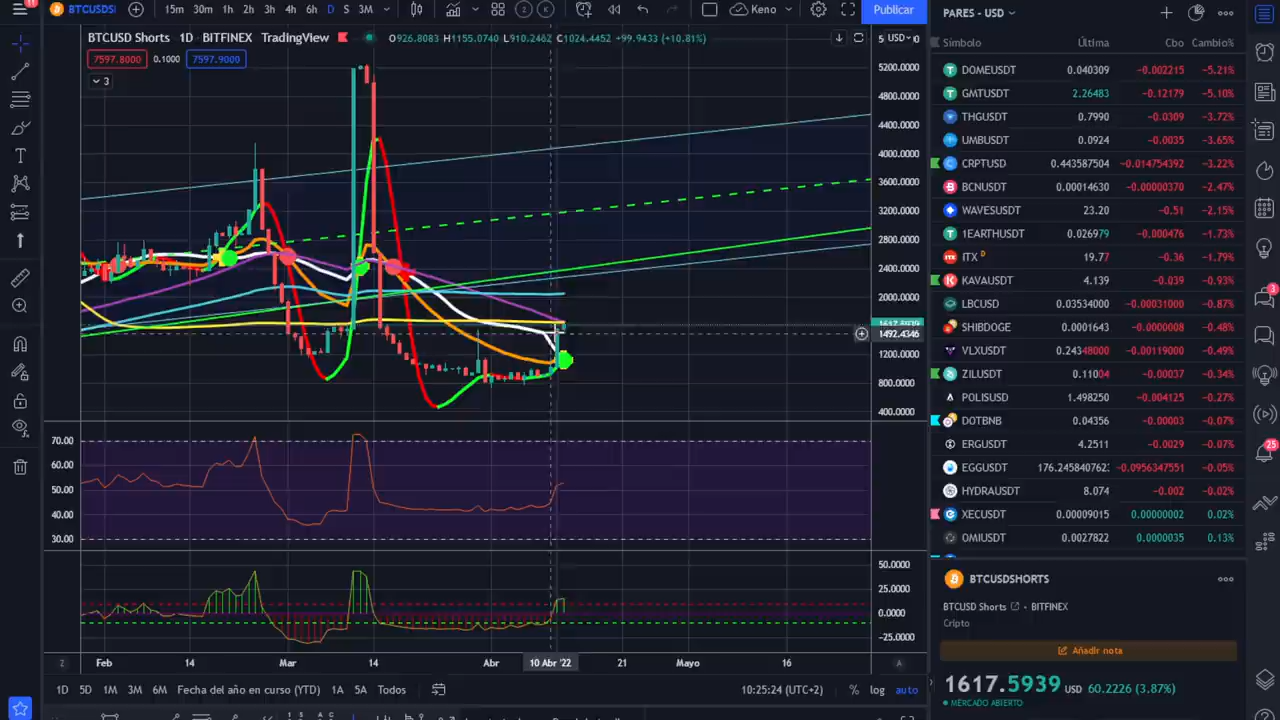 11
BTCUSDS
15m 30m 1h 2h 3h 4h 6h D S 3M
2 K
Keno
Publicar
BTCUSD Shorts 1D BITFINEX TradingView
O926.8083 H1155.0740 L910.2462 C1024.4452 +99.9433 (+10.81%)
7597.8000 0.1000 7597.9000
3
USD
5200.0000
4800.0000
4400.0000
4000.0000
3600.0000
3200.0000
2800.0000
2400.0000
2000.0000
1617.5939
1492.4346
1200.0000
800.0000
400.0000
70.00
60.00
50.00
40.00
30.00
50.0000
25.0000
0.0000
−25.0000
Z Feb 14 Mar 14 Abr 10 Abr '22 21 Mayo 16 A
1D 5D 1M 3M 6M Fecha del año en curso (YTD) 1A 5A Todos
10:25:24 (UTC+2) % log auto
PARES - USD
Símbolo Última Cbo Cambio%
DOMEUSDT 0.040309 −0.002215 −5.21%
GMTUSDT 2.26483 −0.12179 −5.10%
THGUSDT 0.7990 −0.0309 −3.72%
UMBUSDT 0.0924 −0.0035 −3.65%
CRPTUSD 0.443587504 −0.014754392 −3.22%
BCNUSDT 0.00014630 −0.00000370 −2.47%
WAVESUSDT 23.20 −0.51 −2.15%
1EARTHUSDT 0.026979 −0.000476 −1.73%
ITX D 19.77 −0.36 −1.79%
KAVAUSDT 4.139 −0.039 −0.93%
LBCUSD 0.03534000 −0.00031000 −0.87%
SHIBDOGE 0.001643 −0.0000008 −0.48%
VLXUSDT 0.24348000 −0.00119000 −0.49%
ZILUSDT 0.11004 −0.00037 −0.34%
POLISUSD 1.498250 −0.004125 −0.27%
DOTBNB 0.04356 −0.00003 −0.07%
ERGUSDT 4.2511 −0.0029 −0.07%
EGGUSDT 176.245840762 −0.0956347551 −0.05%
HYDRAUSDT 8.074 −0.002 −0.02%
XECUSDT 0.00009015 0.00000002 0.02%
OMIUSDT 0.0027822 0.0000035 0.13%
BTCUSDSHORTS
BTCUSD Shorts • BITFINEX
Cripto
Añadir nota
1617.5939 USD 60.2226 (3.87%)
MERCADO ABIERTO
3
25